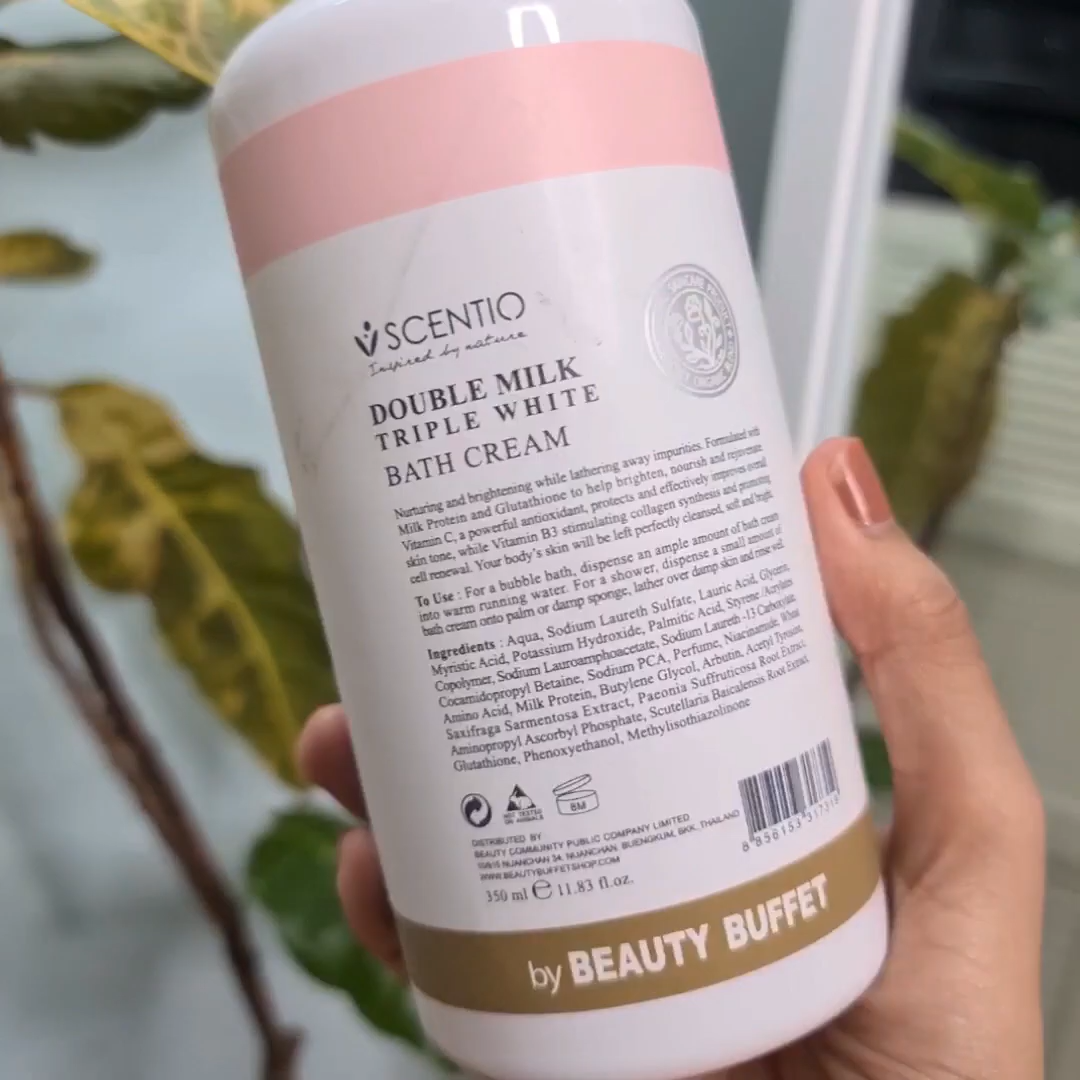 SCENTIO
Inspired by nature
DOUBLE MILK
TRIPLE WHITE
BATH CREAM
Nurturing and brightening while lathering away impurities. Formulated with
Milk Protein and Glutathione to help brighten, nourish and rejuvenate
Vitamin C, a powerful antioxidant, protects and effectively improves overall
skin tone, while Vitamin B3 stimulating collagen synthesis and promoting
cell renewal. Your body's skin will be left perfectly cleansed, soft and bright.
To Use : For a bubble bath, dispense an ample amount of bath cream
into warm running water. For a shower, dispense a small amount of
bath cream onto palm or damp sponge, lather over damp skin and rinse well.
Ingredients : Aqua, Sodium Laureth Sulfate, Lauric Acid, Glycerin,
Myristic Acid, Potassium Hydroxide, Palmitic Acid, Styrene/Acrylates
Copolymer, Sodium Lauroamphoacetate, Sodium Laureth -13 Carboxylate,
Cocamidopropyl Betaine, Sodium PCA, Perfume, Niacinamide, Wheat
Amino Acid, Milk Protein, Butylene Glycol, Arbutin, Acetyl Tyrosine,
Saxifraga Sarmentosa Extract, Paeonia Suffruticosa Root Extract,
Aminopropyl Ascorbyl Phosphate, Scutellaria Baicalensis Root Extract,
Glutathione, Phenoxyethanol, Methylisothiazolinone
NOT TESTED
ON ANIMALS
8M
DISTRIBUTED BY
BEAUTY COMMUNITY PUBLIC COMPANY LIMITED
NUANCHAN 34, NUANCHAN, BUENGKUM, BKK, THAILAND
WWW.BEAUTYBUFFETSHOP.COM
350 ml e 11.83 fl.oz.
by BEAUTY BUFFET